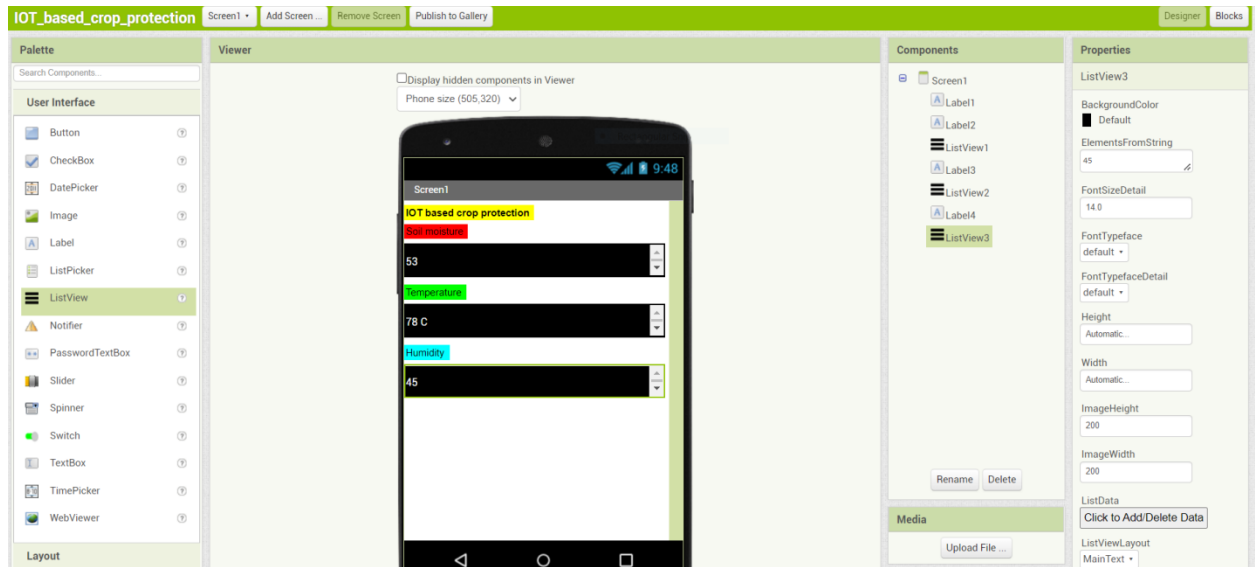 IOT_based_crop_protection Screen1 Add Screen ... Remove Screen Publish to Gallery Designer Blocks
Palette
Search Components...
User Interface
Button
CheckBox
DatePicker
Image
Label
ListPicker
ListView
Notifier
PasswordTextBox
Slider
Spinner
Switch
TextBox
TimePicker
WebViewer
Layout
Viewer
Display hidden components in Viewer
Phone size (505,320)
9:48
Screen1
IOT based crop protection
Soil moisture
53
Temperature
78 C
Humidity
45
Components
Screen1
Label1
Label2
ListView1
Label3
ListView2
Label4
ListView3
Rename Delete
Media
Upload File ...
Properties
ListView3
BackgroundColor
Default
ElementsFromString
45
FontSizeDetail
14.0
FontTypeface
default
FontTypefaceDetail
default
Height
Automatic...
Width
Automatic...
ImageHeight
200
ImageWidth
200
ListData
Click to Add/Delete Data
ListViewLayout
MainText